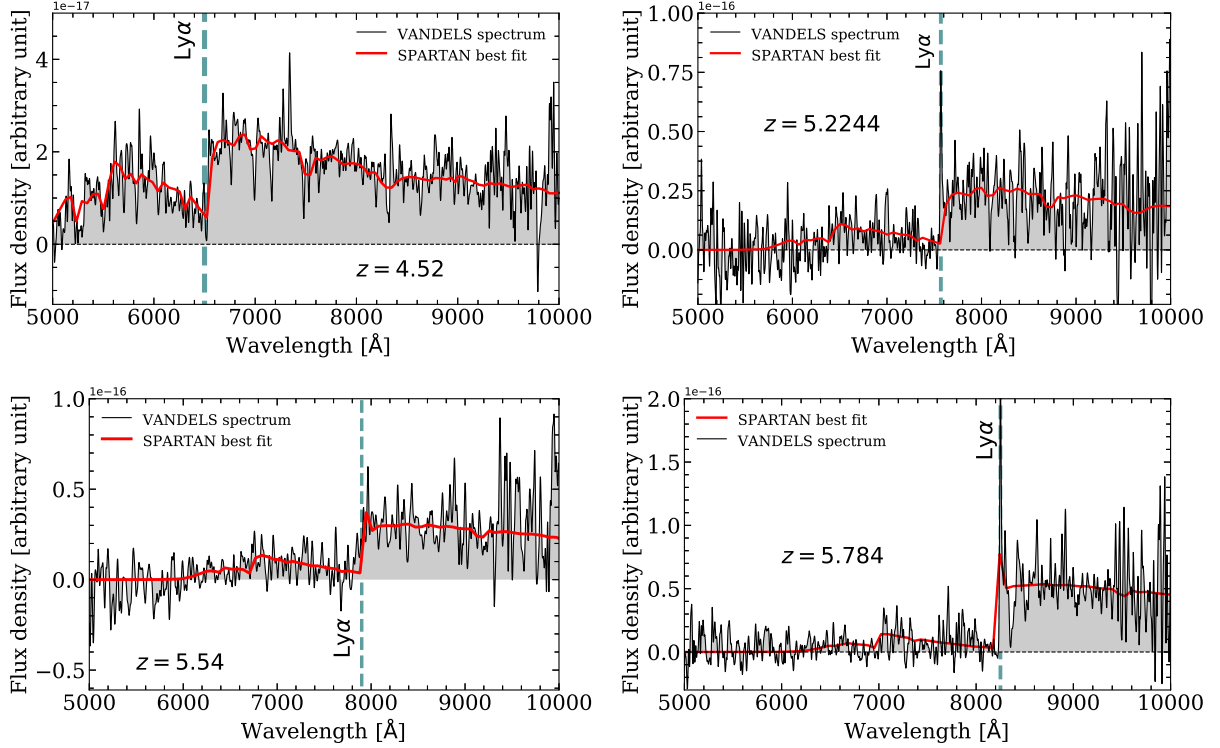 1e−17
Lyα
VANDELS spectrum
SPARTAN best fit
Flux density [arbitrary unit]
4
2
0
z = 4.52
5000 6000 7000 8000 9000 10000
Wavelength [Å]
1e−16
Lyα
VANDELS spectrum
SPARTAN best fit
Flux density [arbitrary unit]
1.00
0.75
0.50
0.25
0.00
z = 5.2244
5000 6000 7000 8000 9000 10000
Wavelength [Å]
1e−16
VANDELS spectrum
SPARTAN best fit
Flux density [arbitrary unit]
1.0
0.5
0.0
−0.5
Lyα
z = 5.54
5000 6000 7000 8000 9000 10000
Wavelength [Å]
1e−16
SPARTAN best fit
VANDELS spectrum
Lyα
Flux density [arbitrary unit]
2.0
1.5
1.0
0.5
0.0
z = 5.784
5000 6000 7000 8000 9000 10000
Wavelength [Å]